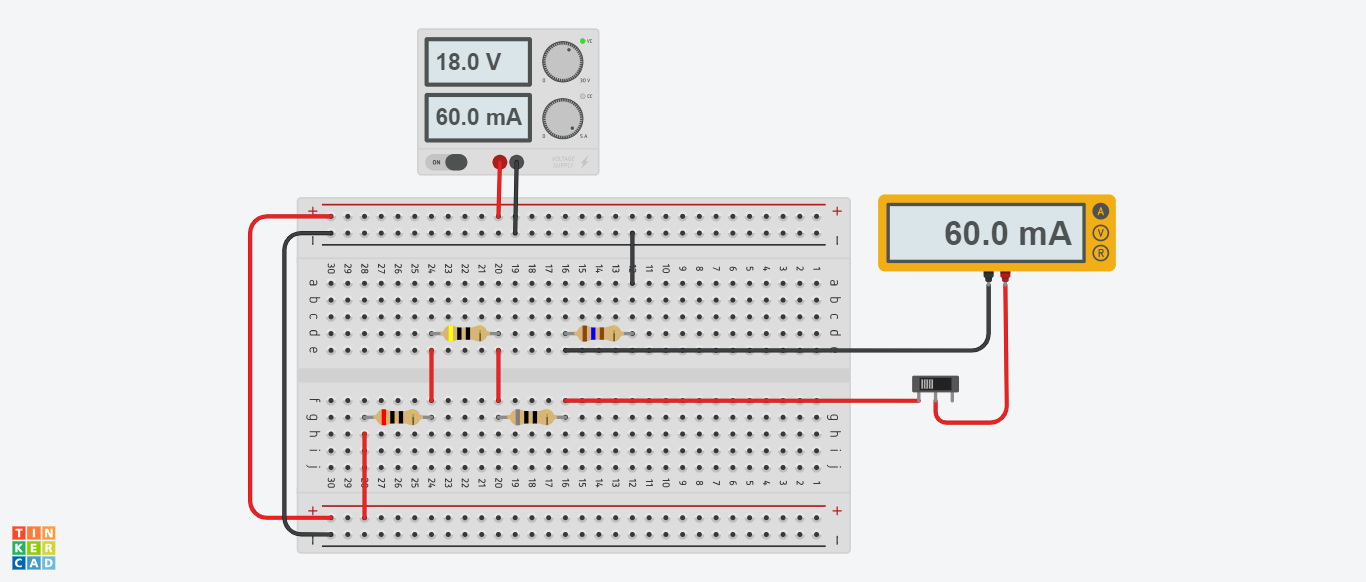 18.0 V
VC
0 30 V
60.0 mA
CC
0 5 A
ON
VOLTAGE
SUPPLY
+ +
- -
30 29 28 27 26 25 24 23 22 21 20 19 18 17 16 15 14 13 12 11 10 9 8 7 6 5 4 3 2 1
a a
b b
c c
d d
e e
f f
g g
h h
i i
j j
30 29 28 27 26 25 24 23 22 21 20 19 18 17 16 15 14 13 12 11 10 9 8 7 6 5 4 3 2 1
+ +
- -
60.0 mA
A
V
R
TIN
KER
CAD